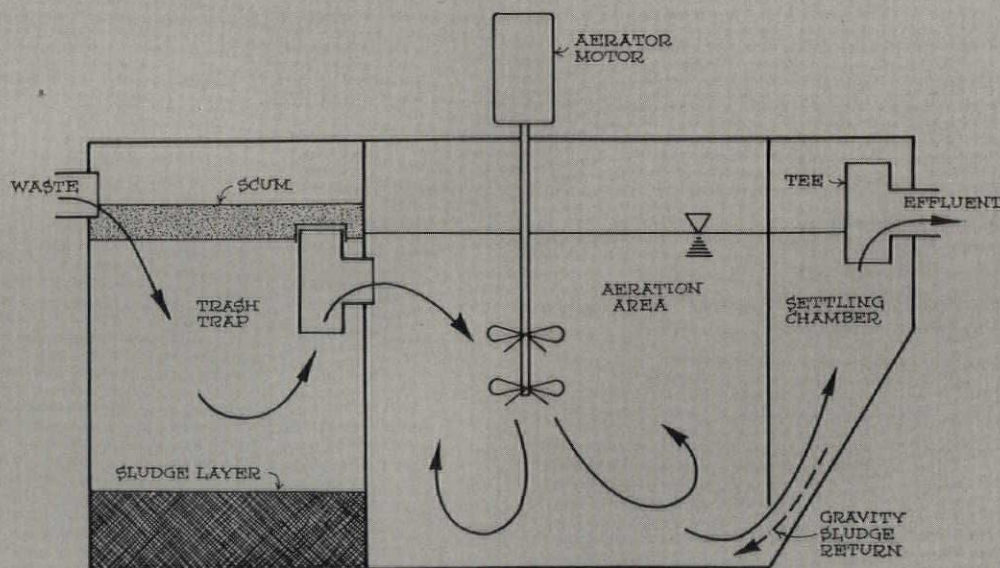 AERATOR
MOTOR
WASTE
SCUM
TEE
EFFLUENT
TRASH
TRAP
AERATION
AREA
SETTLING
CHAMBER
SLUDGE LAYER
GRAVITY
SLUDGE
RETURN